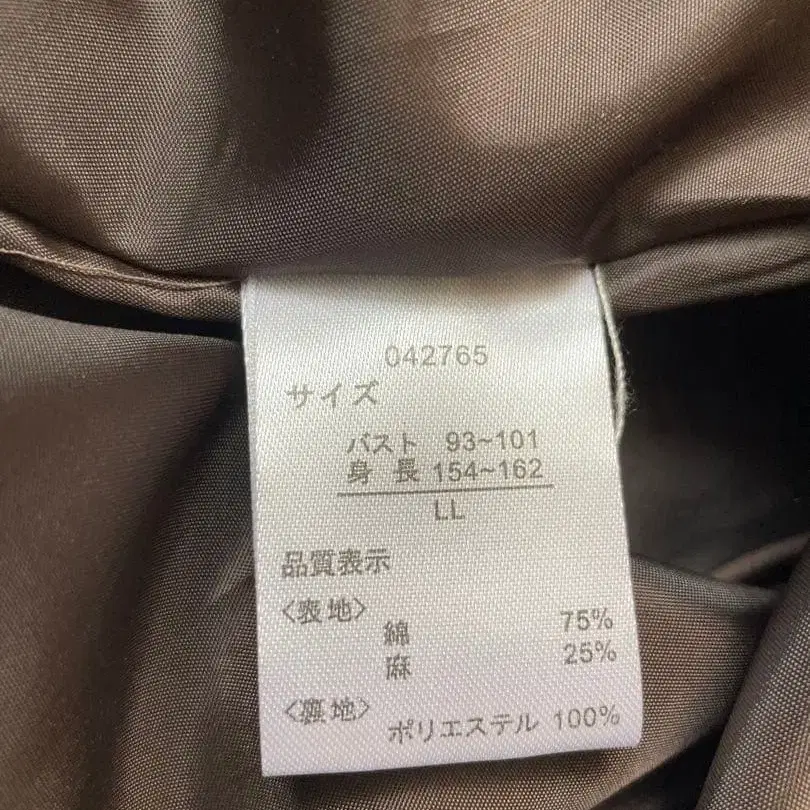 042765
サイズ
バスト 93~101
身長 154~162
LL
品質表示
〈表地〉
綿 75%
麻 25%
〈裏地〉
ポリエステル 100%